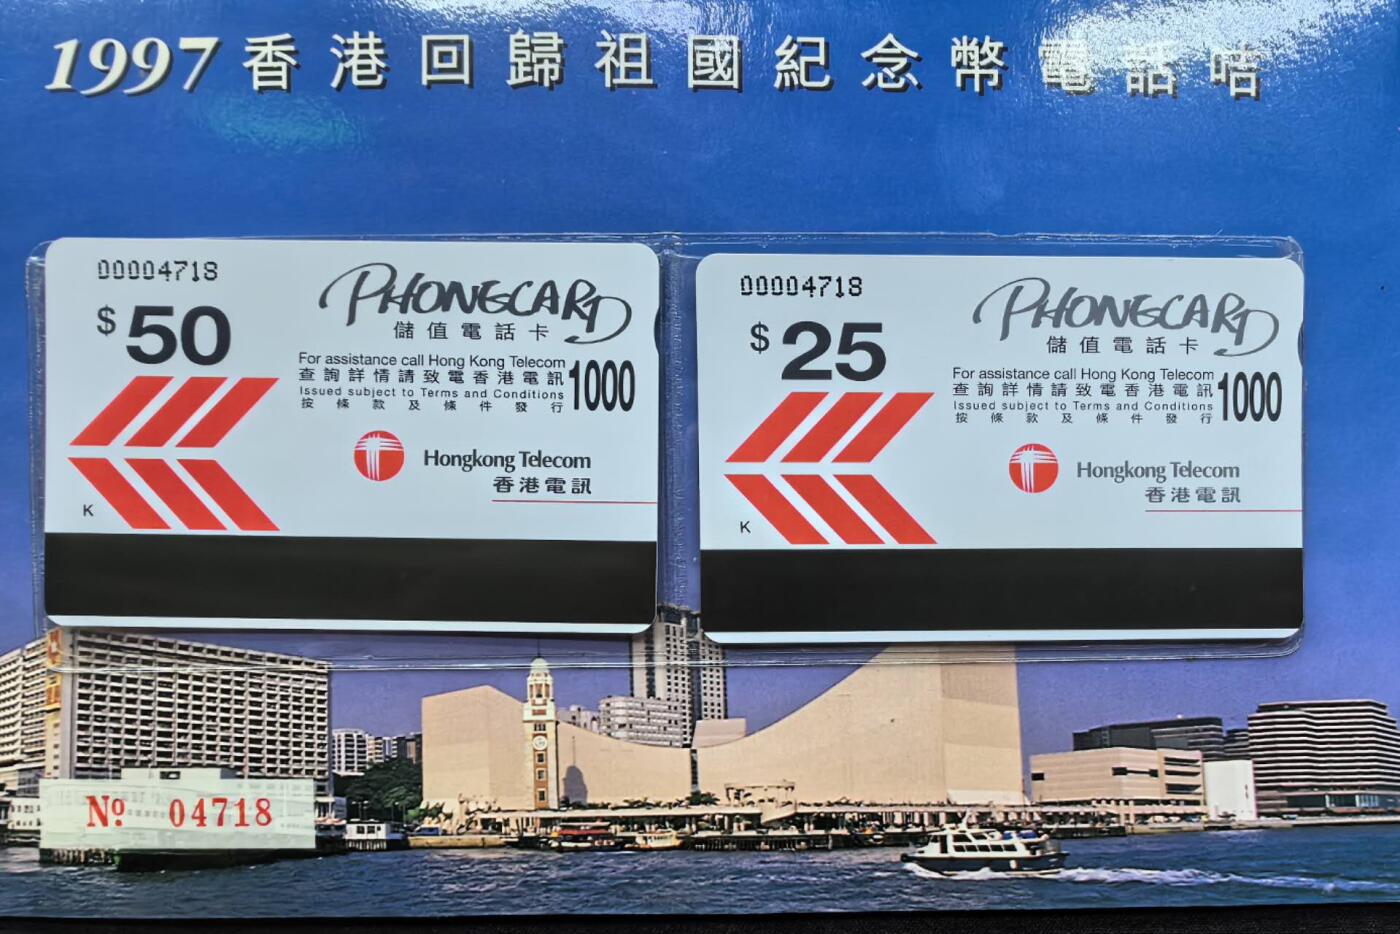 1997香港回歸祖國紀念幣電話咭
00004718
$50
PHONECARD
儲值電話卡
For assistance call Hong Kong Telecom
查詢詳情請致電香港電訊
1000
Issued subject to Terms and Conditions
按條款及條件發行
Hongkong Telecom
香港電訊
K
00004718
$25
PHONECARD
儲值電話卡
For assistance call Hong Kong Telecom
查詢詳情請致電香港電訊
1000
Issued subject to Terms and Conditions
按條款及條件發行
Hongkong Telecom
香港電訊
K
Nº 04718